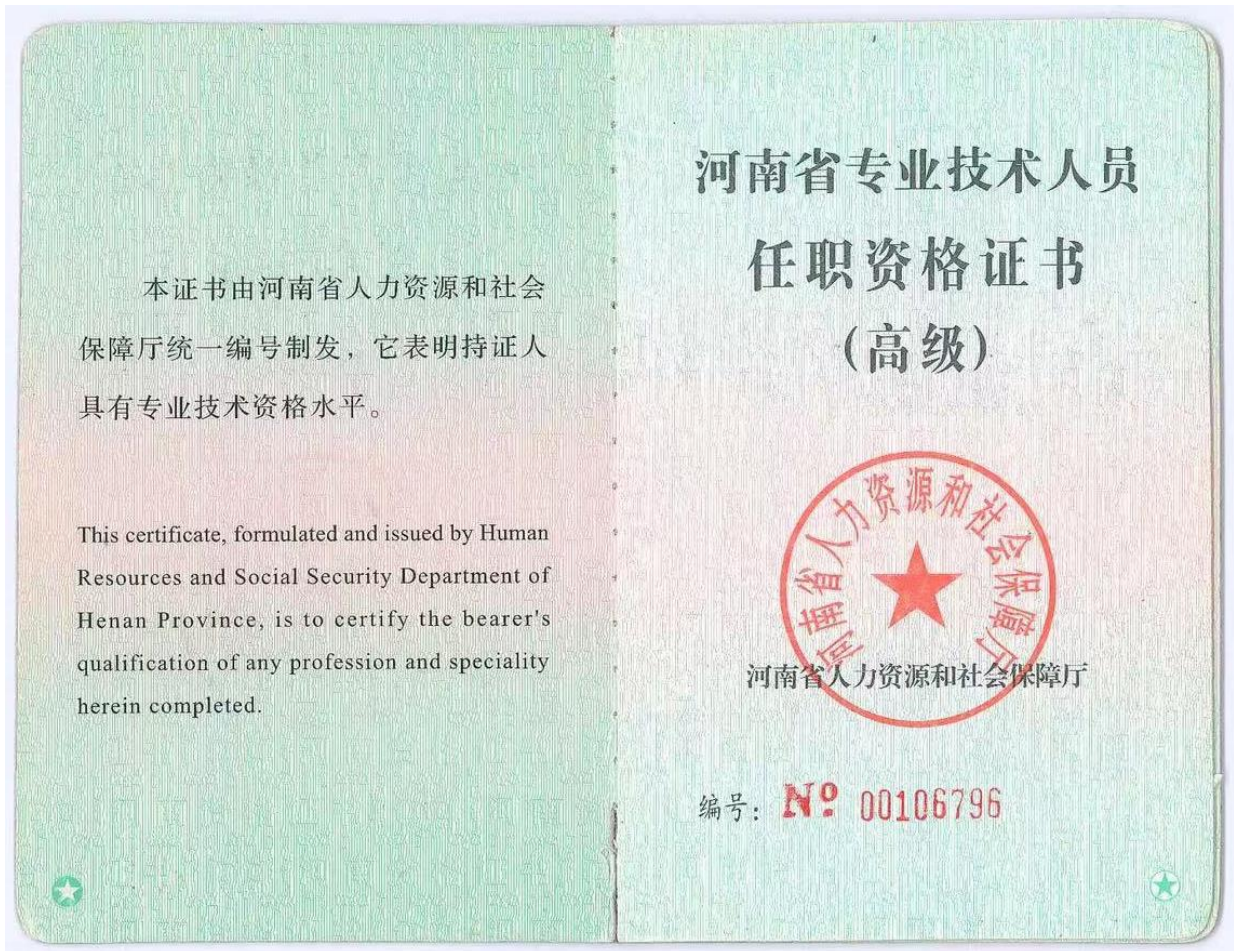 本证书由河南省人力资源和社会
保障厅统一编号制发，它表明持证人
具有专业技术资格水平。
This certificate, formulated and issued by Human
Resources and Social Security Department of
Henan Province, is to certify the bearer's
qualification of any profession and speciality
herein completed.
河南省专业技术人员
任职资格证书
(高级)
河南省人力资源和社会保障厅
河南省人力资源和社会保障厅
编号: Nº 00106796